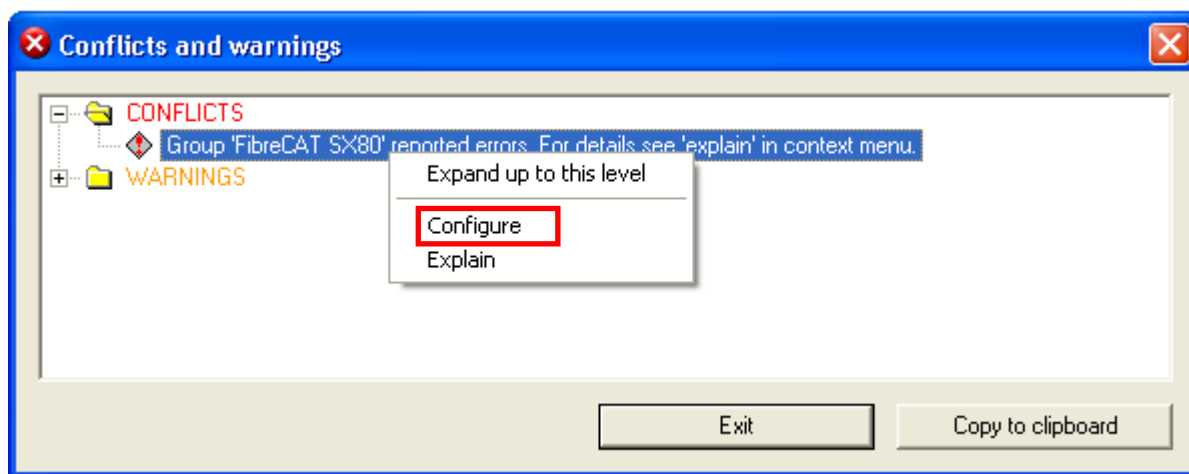 Conflicts and warnings
CONFLICTS
Group 'FibreCAT SX80' reported errors. For details see 'explain' in context menu.
WARNINGS
Expand up to this level
Configure
Explain
Exit
Copy to clipboard